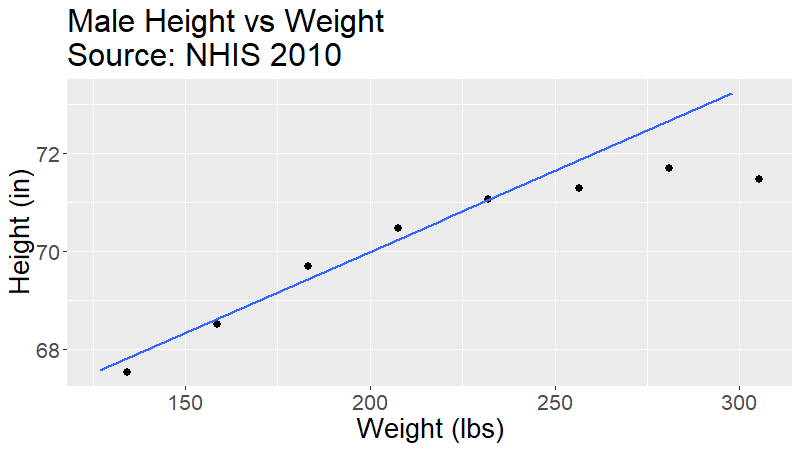 Male Height vs Weight
Source: NHIS 2010
72
70
68
Height (in)
150 200 250 300
Weight (lbs)